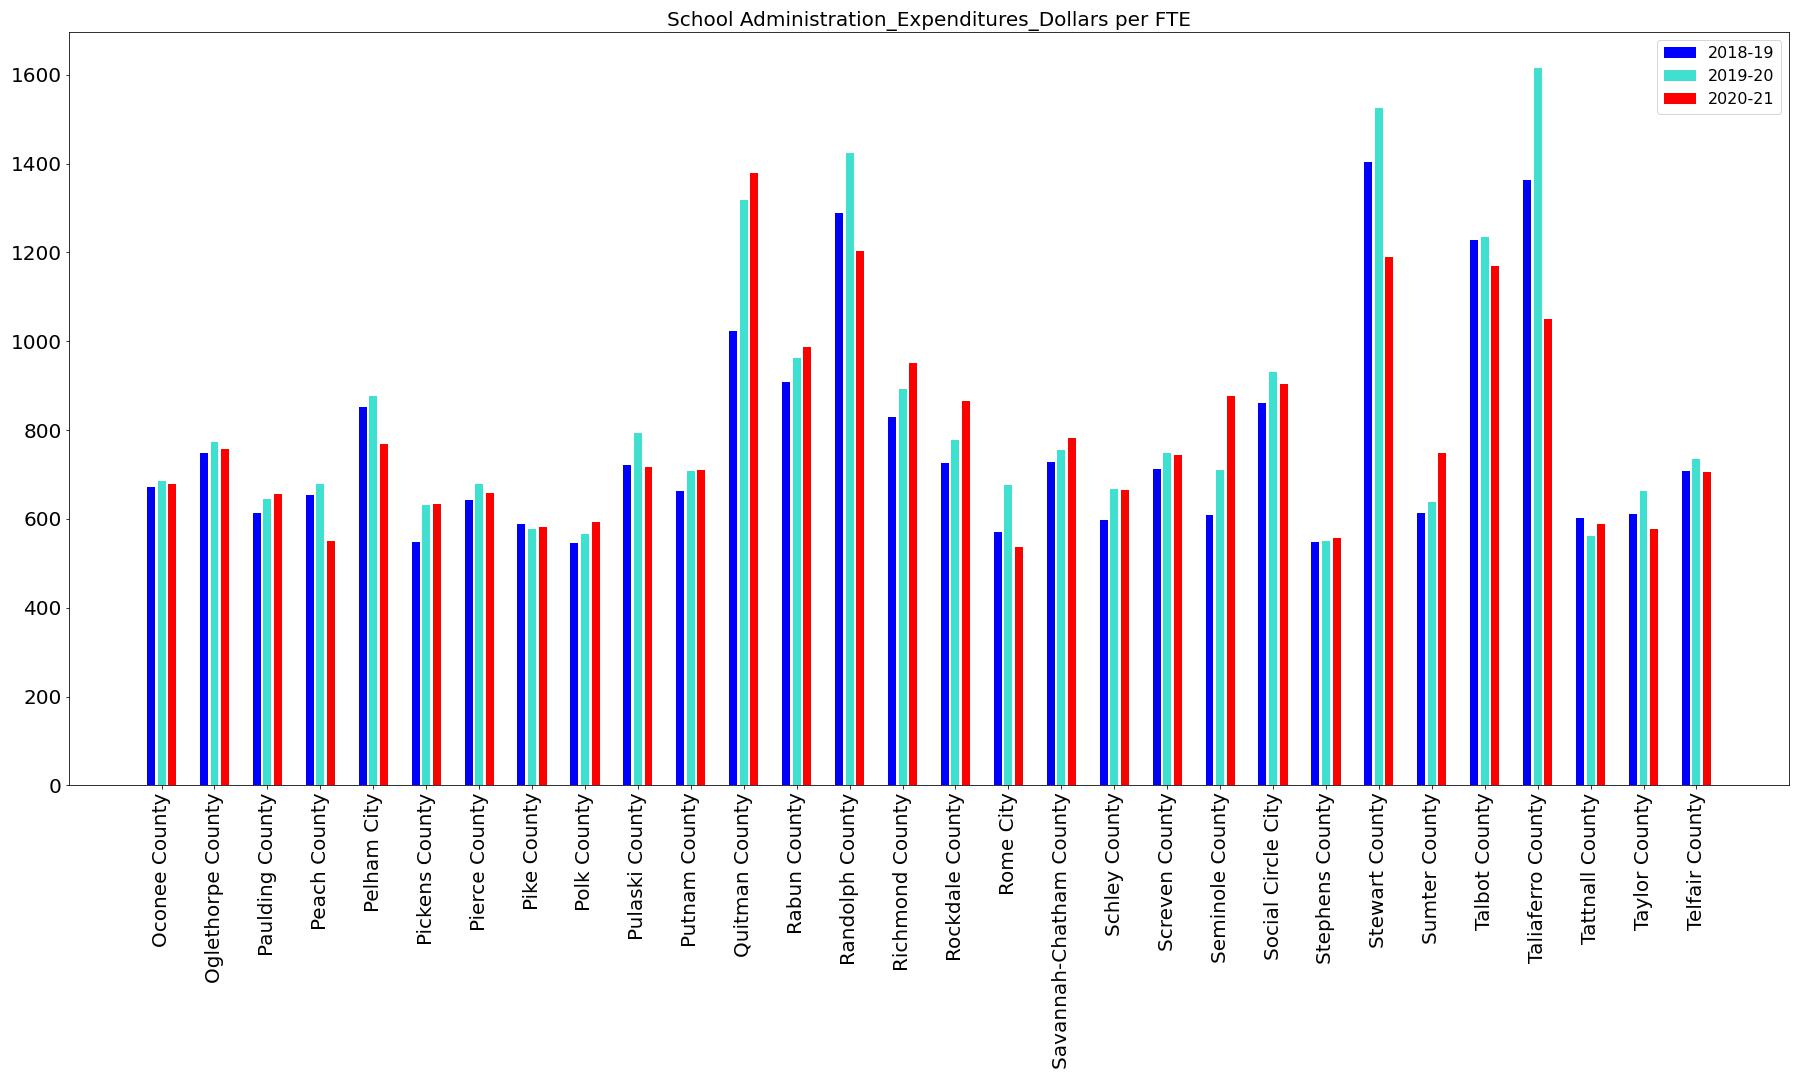 School Administration_Expenditures_Dollars per FTE
2018-19
2019-20
2020-21
1600
1400
1200
1000
800
600
400
200
0
Oconee County
Oglethorpe County
Paulding County
Peach County
Pelham City
Pickens County
Pierce County
Pike County
Polk County
Pulaski County
Putnam County
Quitman County
Rabun County
Randolph County
Richmond County
Rockdale County
Rome City
Savannah-Chatham County
Schley County
Screven County
Seminole County
Social Circle City
Stephens County
Stewart County
Sumter County
Talbot County
Taliaferro County
Tattnall County
Taylor County
Telfair County